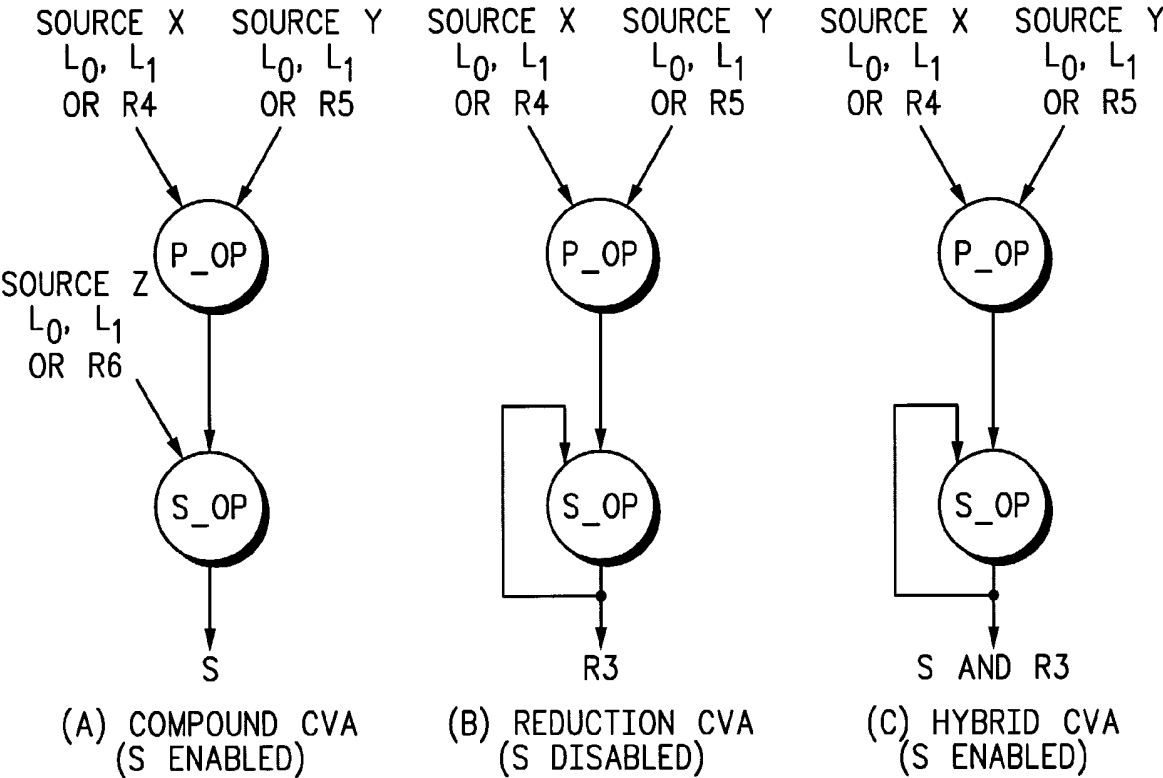 SOURCE X
L0, L1
OR R4
SOURCE Y
L0, L1
OR R5
P_OP
SOURCE Z
L0, L1
OR R6
S_OP
S
(A) COMPOUND CVA
(S ENABLED)
SOURCE X
L0, L1
OR R4
SOURCE Y
L0, L1
OR R5
P_OP
S_OP
R3
(B) REDUCTION CVA
(S DISABLED)
SOURCE X
L0, L1
OR R4
SOURCE Y
L0, L1
OR R5
P_OP
S_OP
S AND R3
(C) HYBRID CVA
(S ENABLED)